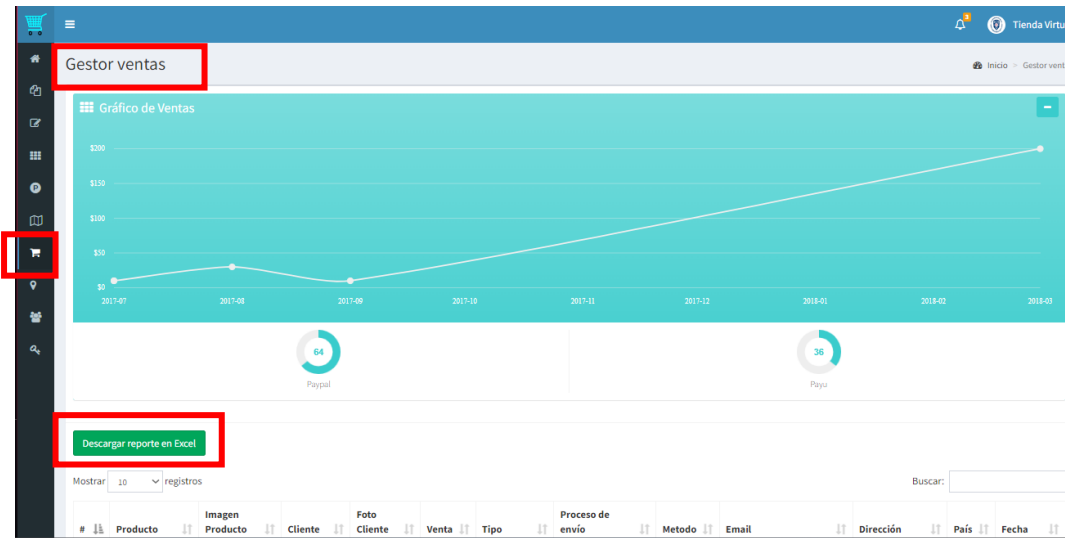 3
Tienda Virtu
Gestor ventas
Inicio > Gestor vent
Gráfico de Ventas
$200
$150
$100
$50
$0
2017-07 2017-08 2017-09 2017-10 2017-11 2017-12 2018-01 2018-02 2018-03
64 36
Paypal Payu
Descargar reporte en Excel
Mostrar 10 registros Buscar:
# Producto Imagen Producto Cliente Foto Cliente Venta Tipo Proceso de envío Metodo Email Dirección País Fecha